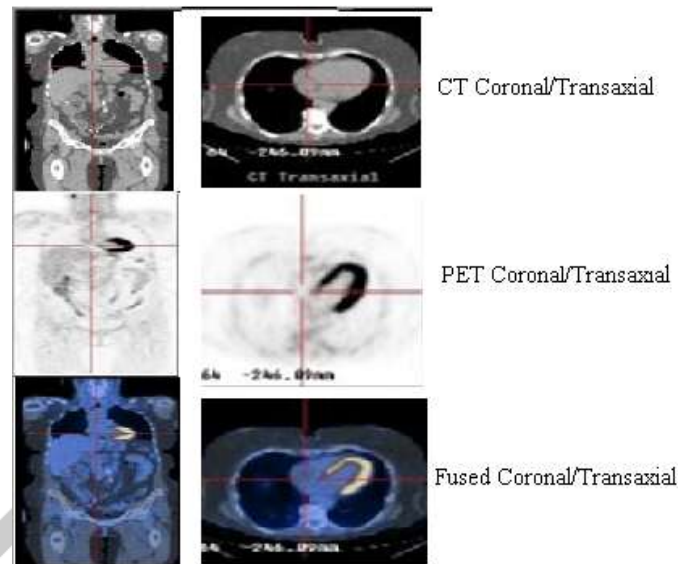 CT Coronal/Transaxial
64 -246.09mm
CT Transaxial
PET Coronal/Transaxial
64 -246.09mm
Fused Coronal/Transaxial
64 -246.09mm